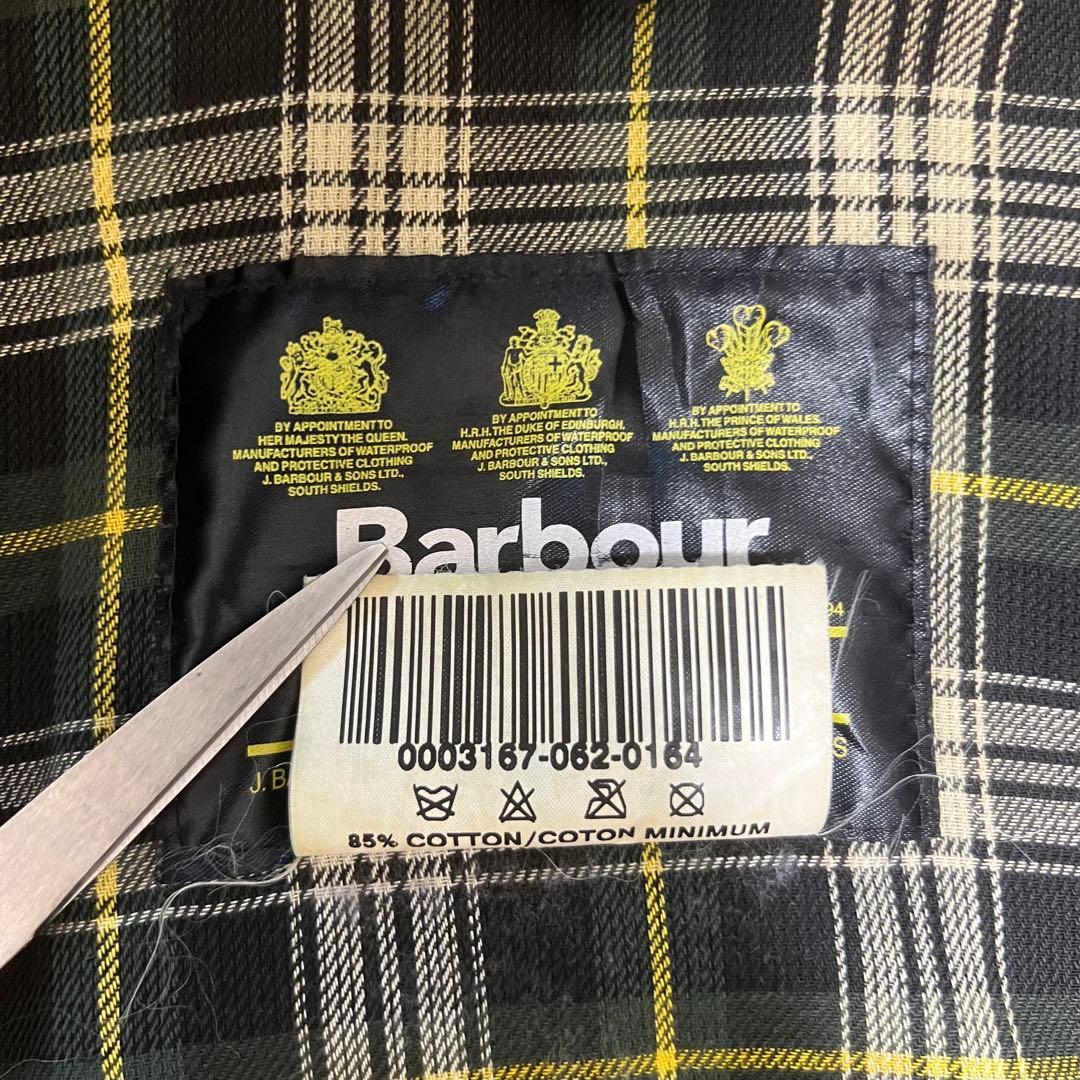 BY APPOINTMENT TO
HER MAJESTY THE QUEEN.
MANUFACTURERS OF WATERPROOF
AND PROTECTIVE CLOTHING
J. BARBOUR & SONS LTD.,
SOUTH SHIELDS.
BY APPOINTMENT TO
H.R.H. THE DUKE OF EDINBURGH.
MANUFACTURERS OF WATERPROOF
AND PROTECTIVE CLOTHING
J. BARBOUR & SONS LTD.,
SOUTH SHIELDS.
BY APPOINTMENT TO
H.R.H. THE PRINCE OF WALES.
MANUFACTURERS OF WATERPROOF
AND PROTECTIVE CLOTHING
J. BARBOUR & SONS LTD.,
SOUTH SHIELDS.
Barbour
94
S
J. B
0003167-062-0164
85% COTTON/COTON MINIMUM